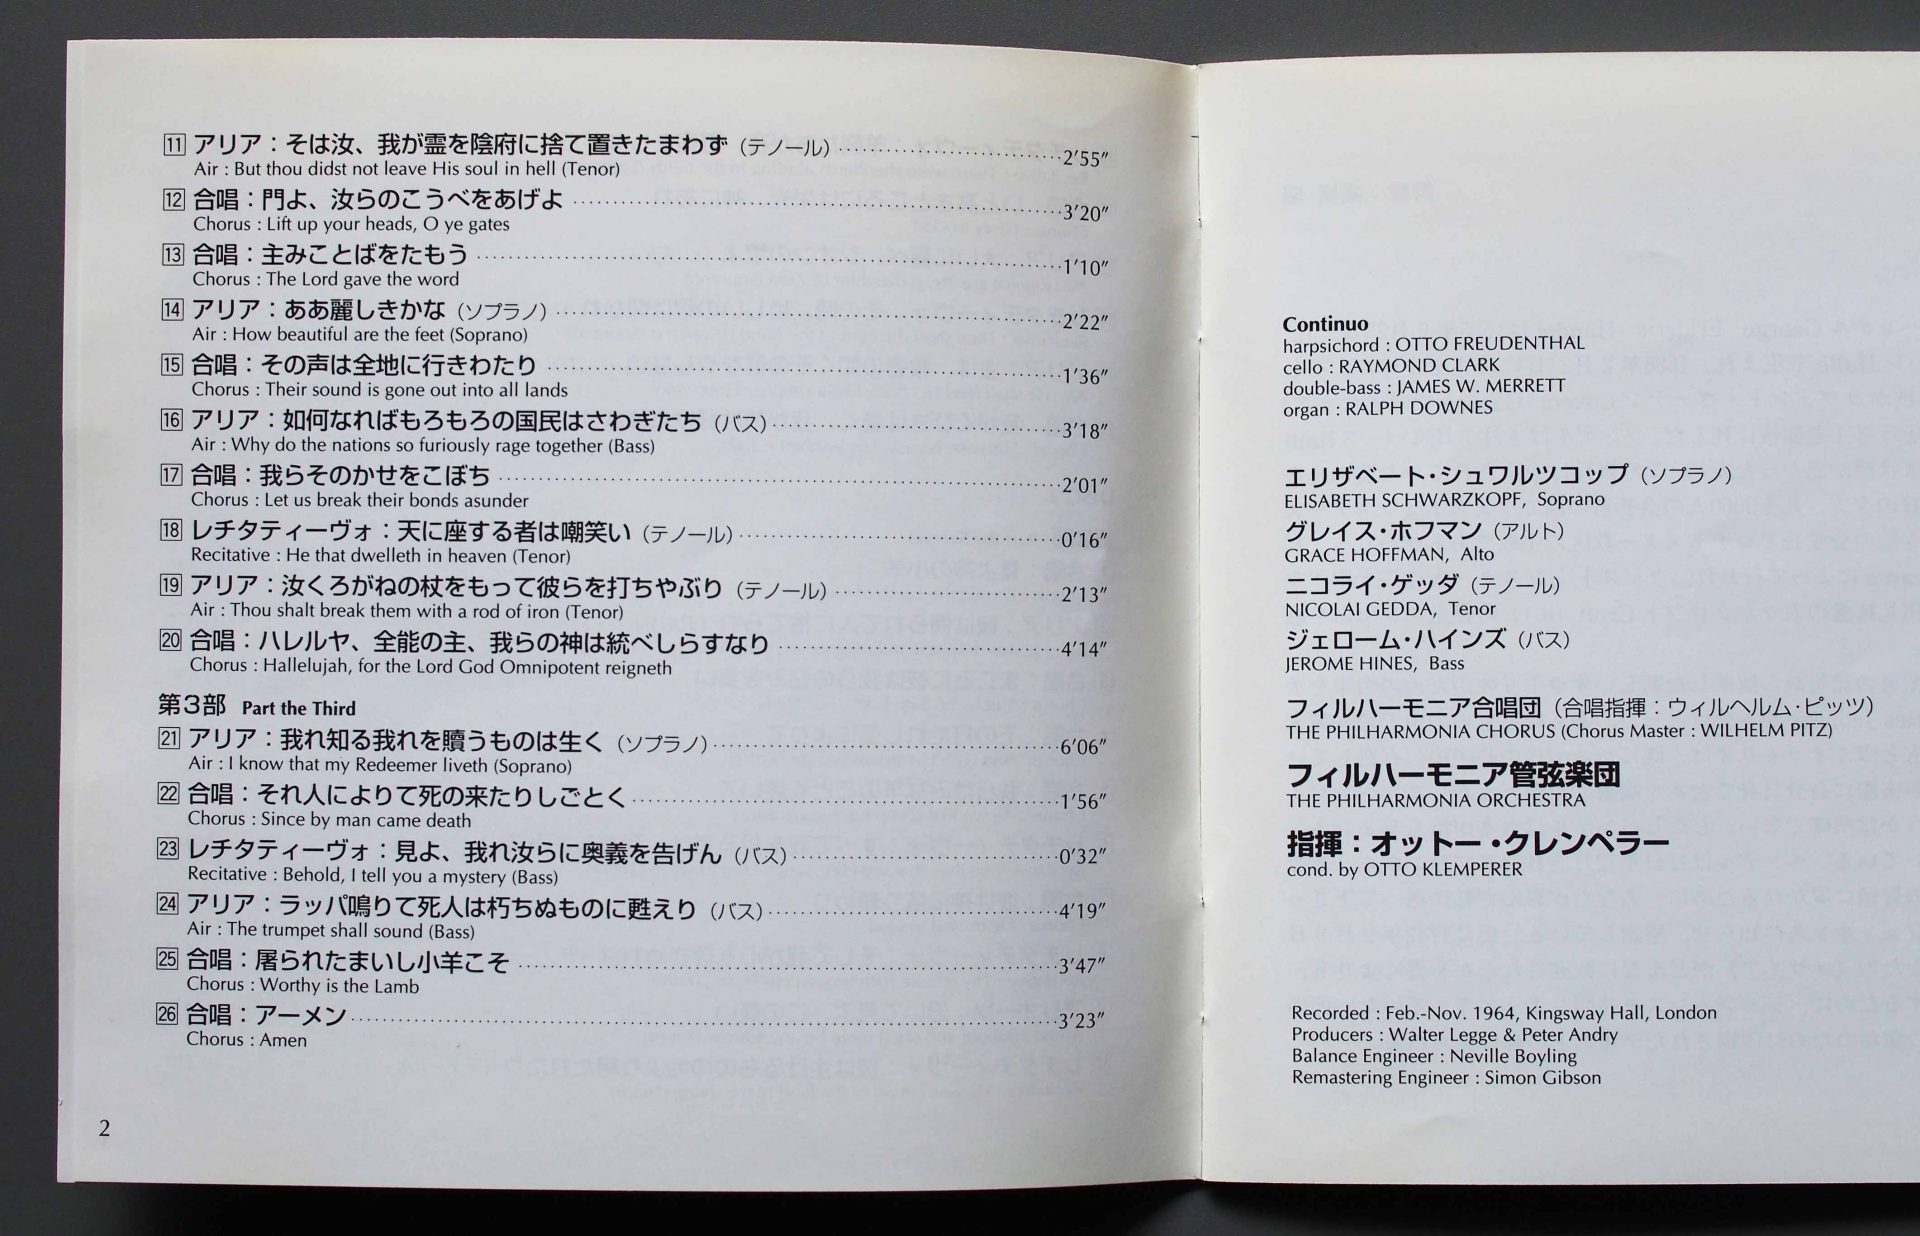 11 アリア：そは汝、我が霊を陰府に捨て置きたまわず（テノール）……2′55″
Air : But thou didst not leave His soul in hell (Tenor)
12 合唱：門よ、汝らのこうべをあげよ……3′20″
Chorus : Lift up your heads, O ye gates
13 合唱：主みことばをたもう……1′10″
Chorus : The Lord gave the word
14 アリア：ああ麗しきかな（ソプラノ）……2′22″
Air : How beautiful are the feet (Soprano)
15 合唱：その声は全地に行きわたり……1′36″
Chorus : Their sound is gone out into all lands
16 アリア：如何なればもろもろの国民はさわぎたち（バス）……3′18″
Air : Why do the nations so furiously rage together (Bass)
17 合唱：我らそのかせをこぼち……2′01″
Chorus : Let us break their bonds asunder
18 レチタティーヴォ：天に座する者は嘲笑い（テノール）……0′16″
Recitative : He that dwelleth in heaven (Tenor)
19 アリア：汝くろがねの杖をもって彼らを打ちやぶり（テノール）……2′13″
Air : Thou shalt break them with a rod of iron (Tenor)
20 合唱：ハレルヤ、全能の主、我らの神は統べしらすなり……4′14″
Chorus : Hallelujah, for the Lord God Omnipotent reigneth
第3部 Part the Third
21 アリア：我れ知る我れを贖うものは生く（ソプラノ）……6′06″
Air : I know that my Redeemer liveth (Soprano)
22 合唱：それ人によりて死の来たりしごとく……1′56″
Chorus : Since by man came death
23 レチタティーヴォ：見よ、我れ汝らに奥義を告げん（バス）……0′32″
Recitative : Behold, I tell you a mystery (Bass)
24 アリア：ラッパ鳴りて死人は朽ちぬものに甦えり（バス）……4′19″
Air : The trumpet shall sound (Bass)
25 合唱：屠られたまいし小羊こそ……3′47″
Chorus : Worthy is the Lamb
26 合唱：アーメン……3′23″
Chorus : Amen
2
Continuo
harpsichord : OTTO FREUDENTHAL
cello : RAYMOND CLARK
double-bass : JAMES W. MERRETT
organ : RALPH DOWNES
エリザベート・シュワルツコップ（ソプラノ）
ELISABETH SCHWARZKOPF, Soprano
グレイス・ホフマン（アルト）
GRACE HOFFMAN, Alto
ニコライ・ゲッダ（テノール）
NICOLAI GEDDA, Tenor
ジェローム・ハインズ（バス）
JEROME HINES, Bass
フィルハーモニア合唱団（合唱指揮：ウィルヘルム・ピッツ）
THE PHILHARMONIA CHORUS (Chorus Master : WILHELM PITZ)
フィルハーモニア管弦楽団
THE PHILHARMONIA ORCHESTRA
指揮：オットー・クレンペラー
cond. by OTTO KLEMPERER
Recorded : Feb.-Nov. 1964, Kingsway Hall, London
Producers : Walter Legge & Peter Andry
Balance Engineer : Neville Boyling
Remastering Engineer : Simon Gibson